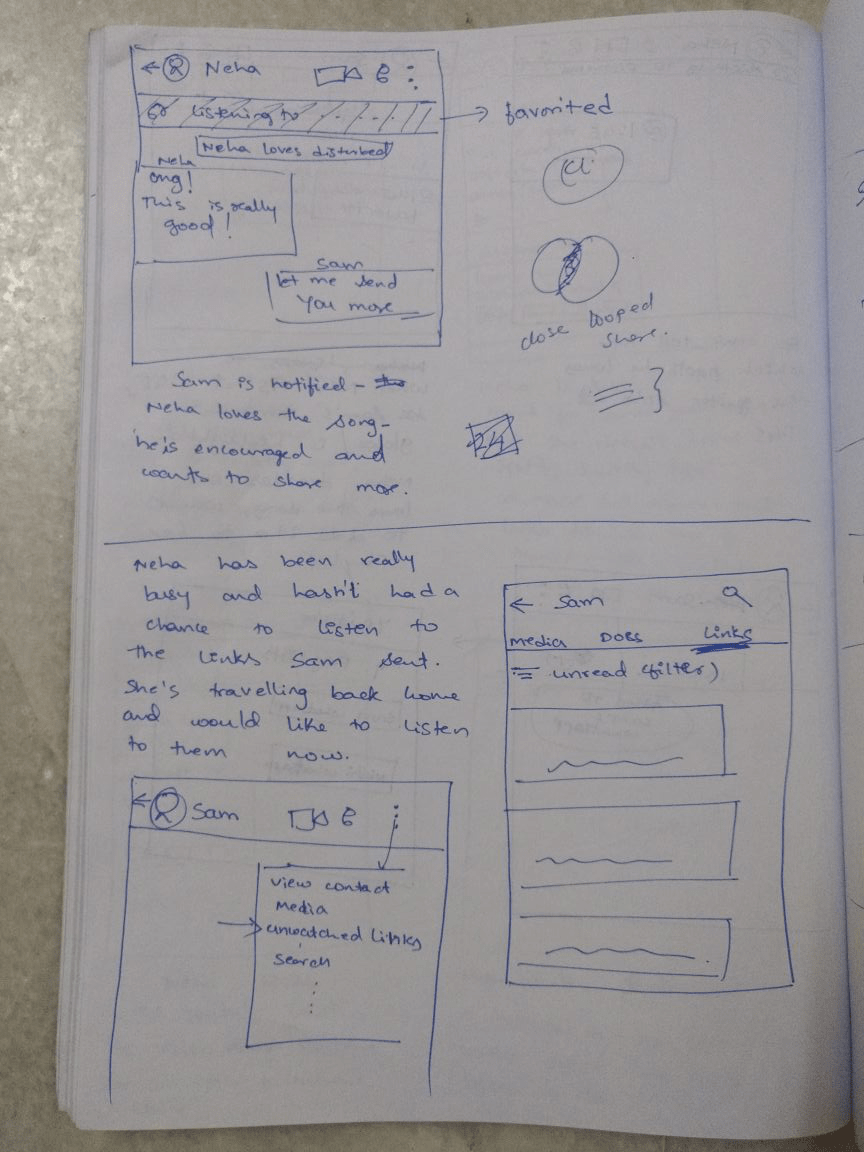 Neha
Listening to
favorited
Neha loves disturbed
Neha
omg!
This is really
good!
Sam
let me send
You more
close looped
share.
Sam is notified -
Neha loves the song -
he is encouraged and
wants to share more.
Neha has been really
busy and hasn't had a
chance to listen to
the links Sam sent.
She's travelling back home
and would like to listen
to them now.
Sam
view contact
Media
unwatched links
search
Sam
media DOCS Links
unread (filter)